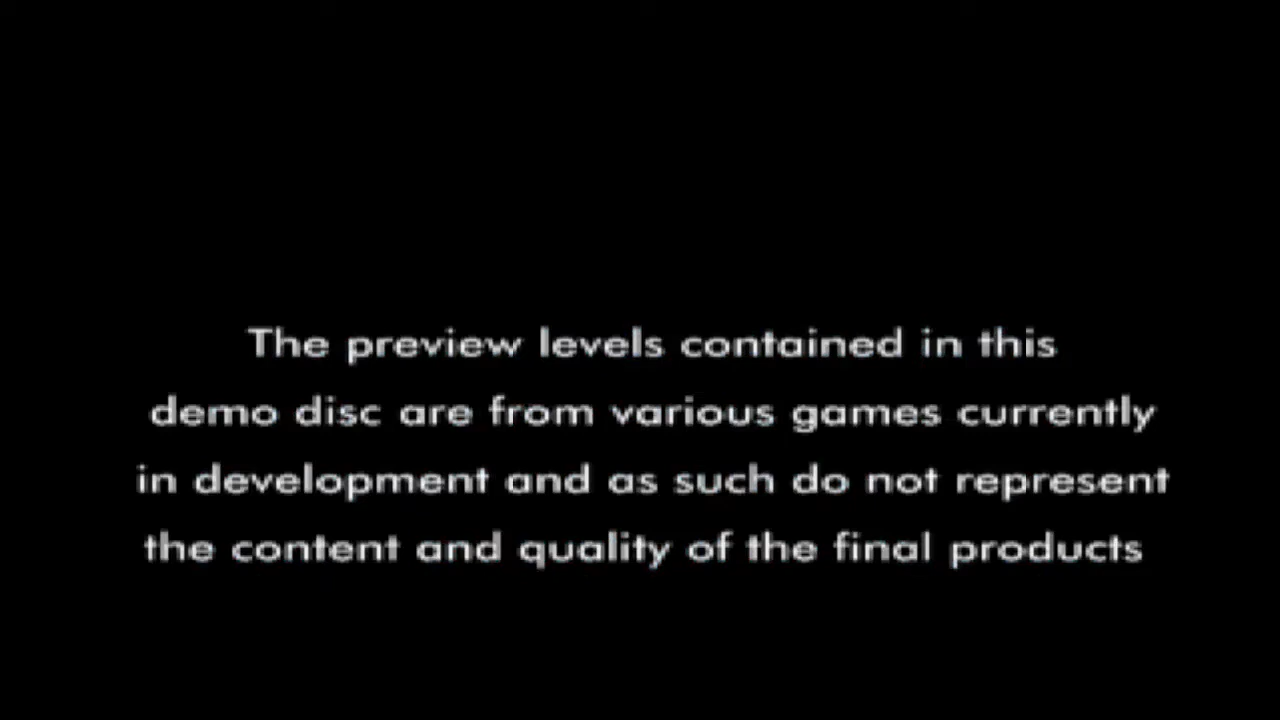 The preview levels contained in this
demo disc are from various games currently
in development and as such do not represent
the content and quality of the final products